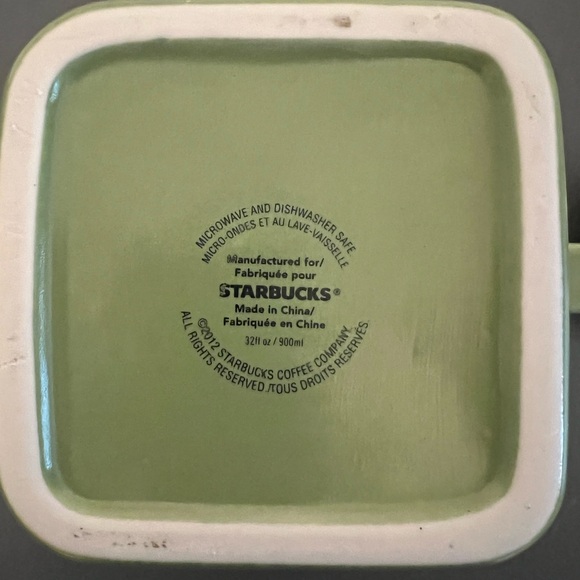 MICROWAVE AND DISHWASHER SAFE
MICRO-ONDES ET AU LAVE-VAISSELLE
Manufactured for/
Fabriquée pour
STARBUCKS®
Made in China/
Fabriquée en Chine
32fl oz / 900ml
©2012 STARBUCKS COFFEE COMPANY.
ALL RIGHTS RESERVED /TOUS DROITS RESERVÉS.